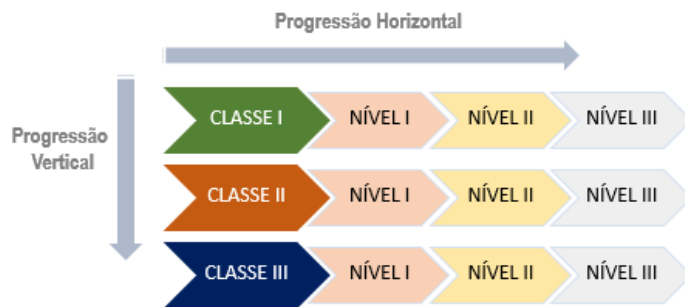 Progressão Horizontal
Progressão
Vertical
CLASSE I NÍVEL I NÍVEL II NÍVEL III
CLASSE II NÍVEL I NÍVEL II NÍVEL III
CLASSE III NÍVEL I NÍVEL II NÍVEL III